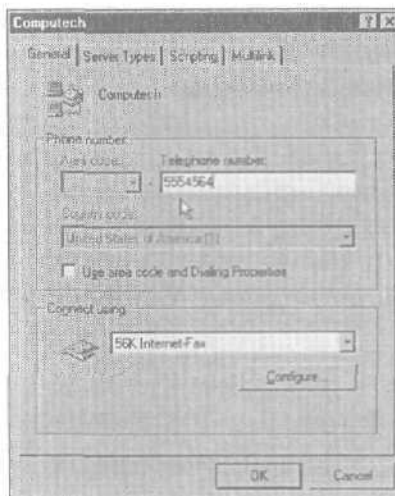 Computech
General Server Types Scripting Multilink
Computech
Phone number:
Area code: Telephone number:
- 5554564
Country code:
United States of America (1)
Use area code and Dialing Properties
Connect using:
56K Internet-Fax
Configure...
OK Cancel